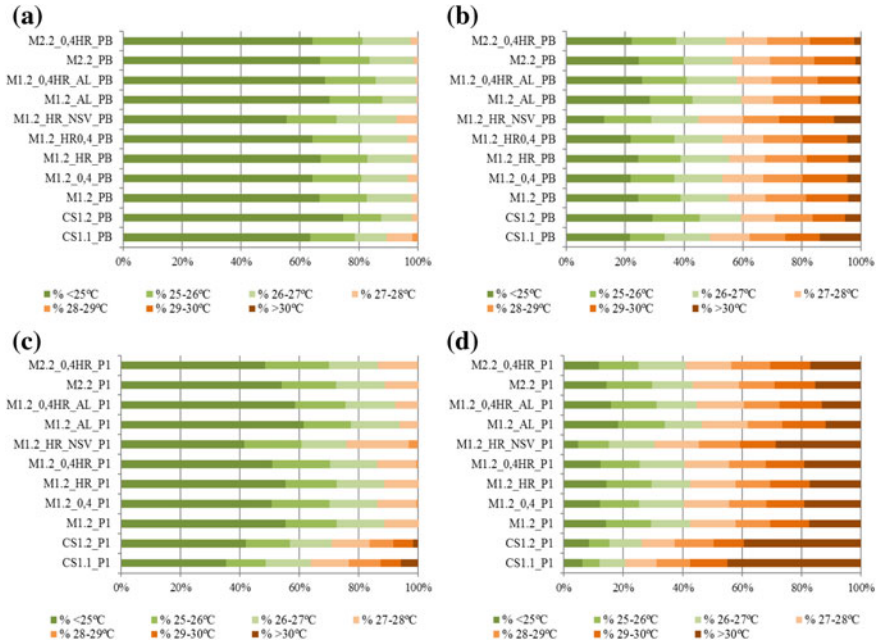 (a)
M2.2_0,4HR_PB
M2.2_PB
M1.2_0,4HR_AL_PB
M1.2_AL_PB
M1.2_HR_NSV_PB
M1.2_HR0,4_PB
M1.2_HR_PB
M1.2_0,4_PB
M1.2_PB
CS1.2_PB
CS1.1_PB
0% 20% 40% 60% 80% 100%
% <25ºC % 25-26ºC % 26-27ºC % 27-28ºC
% 28-29ºC % 29-30ºC % >30ºC
(b)
M2.2_0,4HR_PB
M2.2_PB
M1.2_0,4HR_AL_PB
M1.2_AL_PB
M1.2_HR_NSV_PB
M1.2_HR0,4_PB
M1.2_HR_PB
M1.2_0,4_PB
M1.2_PB
CS1.2_PB
CS1.1_PB
0% 20% 40% 60% 80% 100%
% <25ºC % 25-26ºC % 26-27ºC % 27-28ºC
% 28-29ºC % 29-30ºC % >30ºC
(c)
M2.2_0,4HR_P1
M2.2_P1
M1.2_0,4HR_AL_P1
M1.2_AL_P1
M1.2_HR_NSV_P1
M1.2_0,4HR_P1
M1.2_HR_P1
M1.2_0,4_P1
M1.2_P1
CS1.2_P1
CS1.1_P1
0% 20% 40% 60% 80% 100%
% <25ºC % 25-26ºC % 26-27ºC % 27-28ºC
% 28-29ºC % 29-30ºC % >30ºC
(d)
M2.2_0,4HR_P1
M2.2_P1
M1.2_0,4HR_AL_P1
M1.2_AL_P1
M1.2_HR_NSV_P1
M1.2_0,4HR_P1
M1.2_HR_P1
M1.2_0,4_P1
M1.2_P1
CS1.2_P1
CS1.1_P1
0% 20% 40% 60% 80% 100%
% <25ºC % 25-26ºC % 26-27ºC % 27-28ºC
% 28-29ºC % 29-30ºC % >30ºC